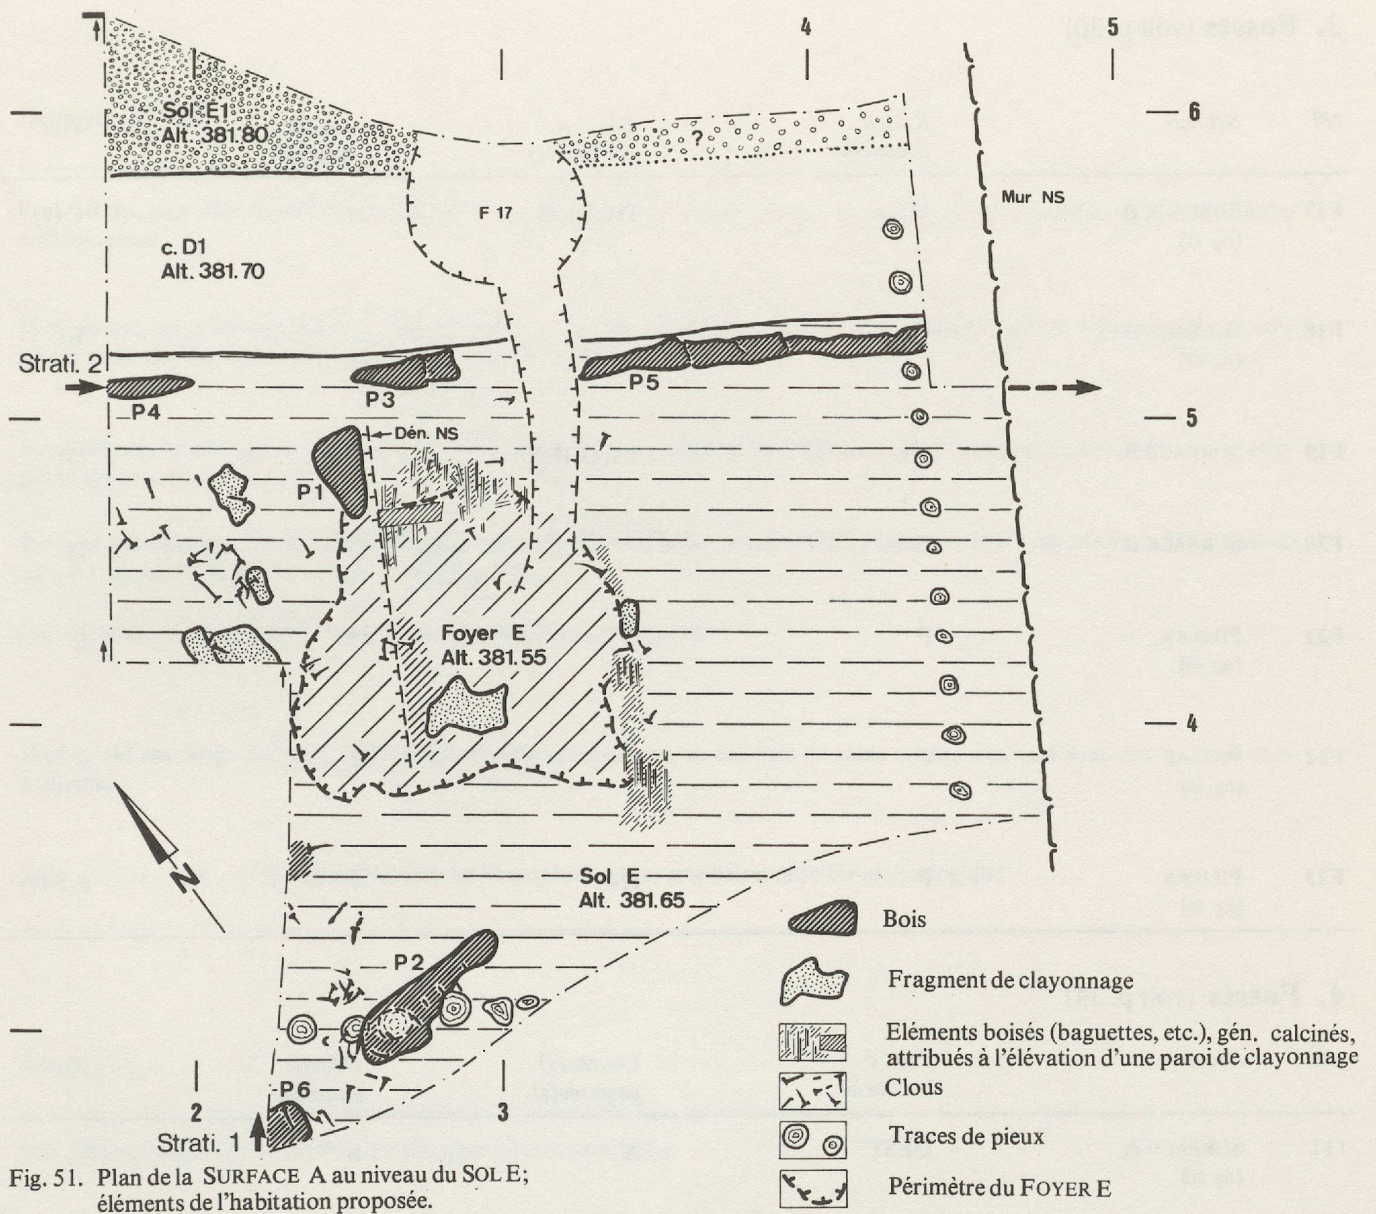 4
5
Sol E1
Alt. 381.80
?
6
Mur NS
F 17
c. D1
Alt. 381.70
Strati. 2
P4
P3
P5
5
Dén. NS
P1
Foyer E
Alt. 381.55
4
N
Sol E
Alt. 381.65
P2
P6
2
3
Strati. 1
Bois
Fragment de clayonnage
Eléments boisés (baguettes, etc.), gén. calcinés,
attribués à l'élévation d'une paroi de clayonnage
Clous
Traces de pieux
Périmètre du FOYER E
Fig. 51. Plan de la SURFACE A au niveau du SOL E;
éléments de l'habitation proposée.